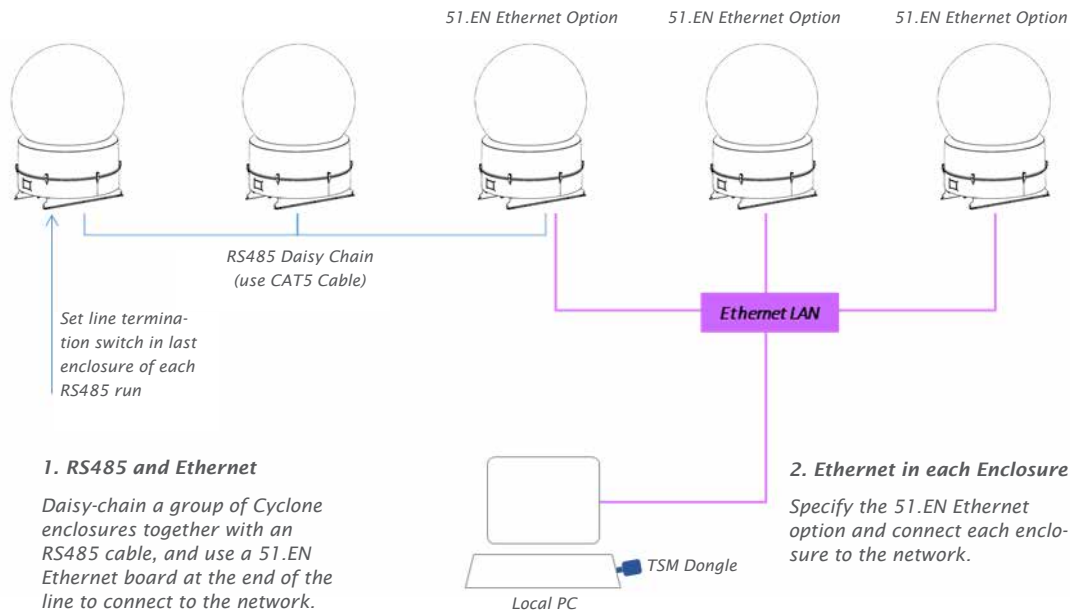 51.EN Ethernet Option
51.EN Ethernet Option
51.EN Ethernet Option
RS485 Daisy Chain
(use CAT5 Cable)
Set line termina-
tion switch in last
enclosure of each
RS485 run
Ethernet LAN
1. RS485 and Ethernet
Daisy-chain a group of Cyclone
enclosures together with an
RS485 cable, and use a 51.EN
Ethernet board at the end of the
line to connect to the network.
2. Ethernet in each Enclosure
Specify the 51.EN Ethernet
option and connect each enclo-
sure to the network.
TSM Dongle
Local PC